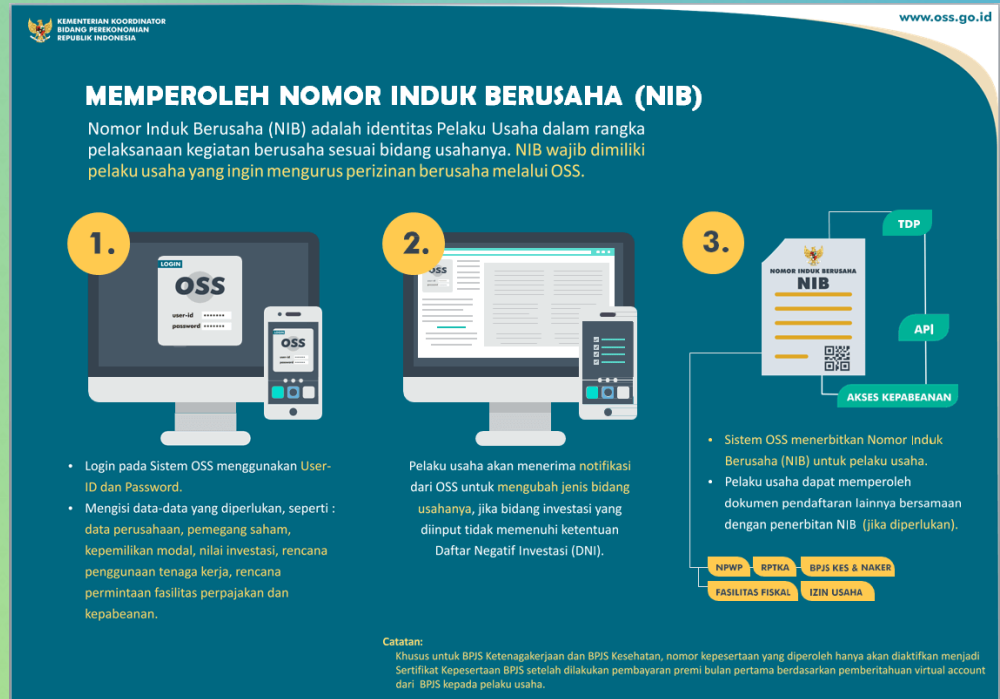 KEMENTERIAN KOORDINATOR
BIDANG PEREKONOMIAN
REPUBLIK INDONESIA
www.oss.go.id
MEMPEROLEH NOMOR INDUK BERUSAHA (NIB)
Nomor Induk Berusaha (NIB) adalah identitas Pelaku Usaha dalam rangka
pelaksanaan kegiatan berusaha sesuai bidang usahanya. NIB wajib dimiliki
pelaku usaha yang ingin mengurus perizinan berusaha melalui OSS.
1.
LOGIN
OSS
user-id
password
LOGIN
OSS
user-id
password
• Login pada Sistem OSS menggunakan User-
ID dan Password.
• Mengisi data-data yang diperlukan, seperti :
data perusahaan, pemegang saham,
kepemilikan modal, nilai investasi, rencana
penggunaan tenaga kerja, rencana
permintaan fasilitas perpajakan dan
kepabeanan.
2.
OSS
Pelaku usaha akan menerima notifikasi
dari OSS untuk mengubah jenis bidang
usahanya, jika bidang investasi yang
diinput tidak memenuhi ketentuan
Daftar Negatif Investasi (DNI).
3.
NOMOR INDUK BERUSAHA
NIB
TDP
API
AKSES KEPABEANAN
• Sistem OSS menerbitkan Nomor Induk
Berusaha (NIB) untuk pelaku usaha.
• Pelaku usaha dapat memperoleh
dokumen pendaftaran lainnya bersamaan
dengan penerbitan NIB (jika diperlukan).
NPWP RPTKA BPJS KES & NAKER
FASILITAS FISKAL IZIN USAHA
Catatan:
Khusus untuk BPJS Ketenagakerjaan dan BPJS Kesehatan, nomor kepesertaan yang diperoleh hanya akan diaktifkan menjadi
Sertifikat Kepesertaan BPJS setelah dilakukan pembayaran premi bulan pertama berdasarkan pemberitahuan virtual account
dari BPJS kepada pelaku usaha.